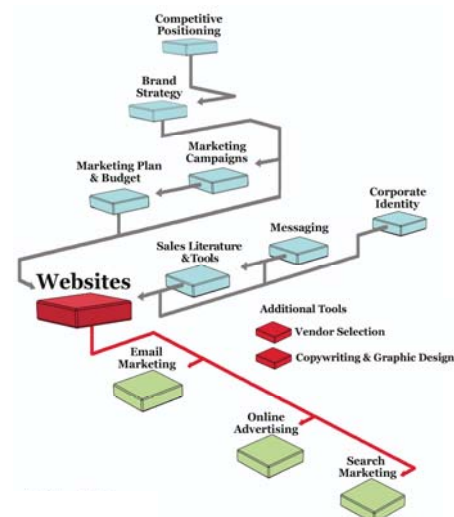 Competitive
Positioning
Brand
Strategy
Marketing
Campaigns
Marketing Plan
& Budget
Corporate
Identity
Messaging
Sales Literature
&Tools
Websites
Additional Tools
Vendor Selection
Copywriting & Graphic Design
Email
Marketing
Online
Advertising
Search
Marketing